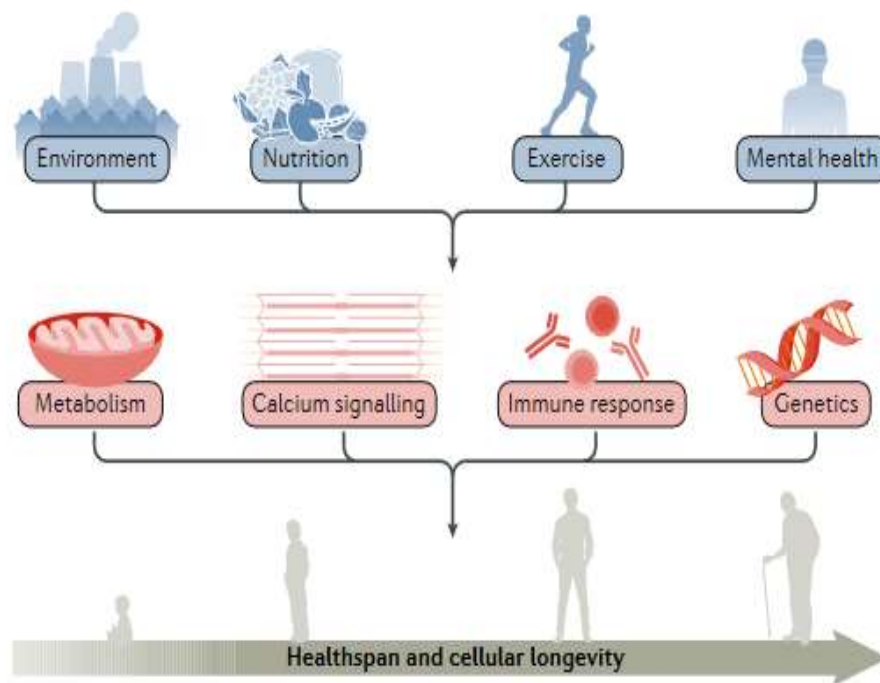 Environment
Nutrition
Exercise
Mental health
Metabolism
Calcium signalling
Immune response
Genetics
Healthspan and cellular longevity